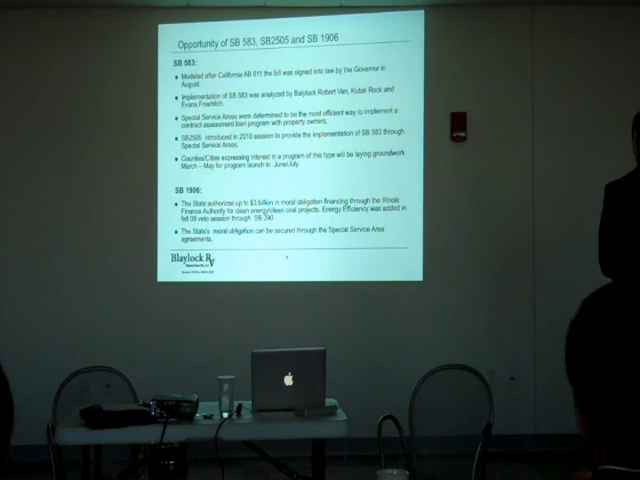 Opportunity of SB 583, SB2505 and SB 1906
SB 583:
Modeled after California AB 811 the bill was signed into law by the Governor in
August.
Implementation of SB 583 was analyzed by Balylock Robert Van, Kutak Rock and
Evans Froehlich.
Special Service Areas were determined to be the most efficient way to implement a
contract assessment loan program with property owners.
SB2505 introduced in 2010 session to provide the implementation of SB 583 through
Special Service Areas.
Counties/Cities expressing interest in a program of this type will be laying groundwork
March – May for program launch in June/July
SB 1906:
The State authorizes up to $3 billion in moral obligation financing through the Illinois
Finance Authority for clean energy/clean coal projects. Energy Efficiency was added in
fall 09 veto session through SB 390
The State's moral obligation can be secured through the Special Service Area
agreements.
Blaylock RV